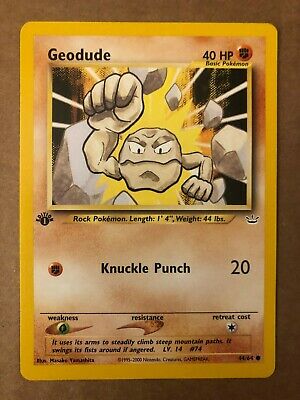 Geodude
40 HP
Basic Pokémon
Rock Pokémon. Length: 1' 4", Weight: 44 lbs.
Knuckle Punch 20
weakness resistance retreat cost
It uses its arms to steadily climb steep mountain paths. It
swings its fists around if angered. LV. 14 #74
Illus. Masako Yamashita ©1995-2000 Nintendo, Creatures, GAMEFREAK. 44/64